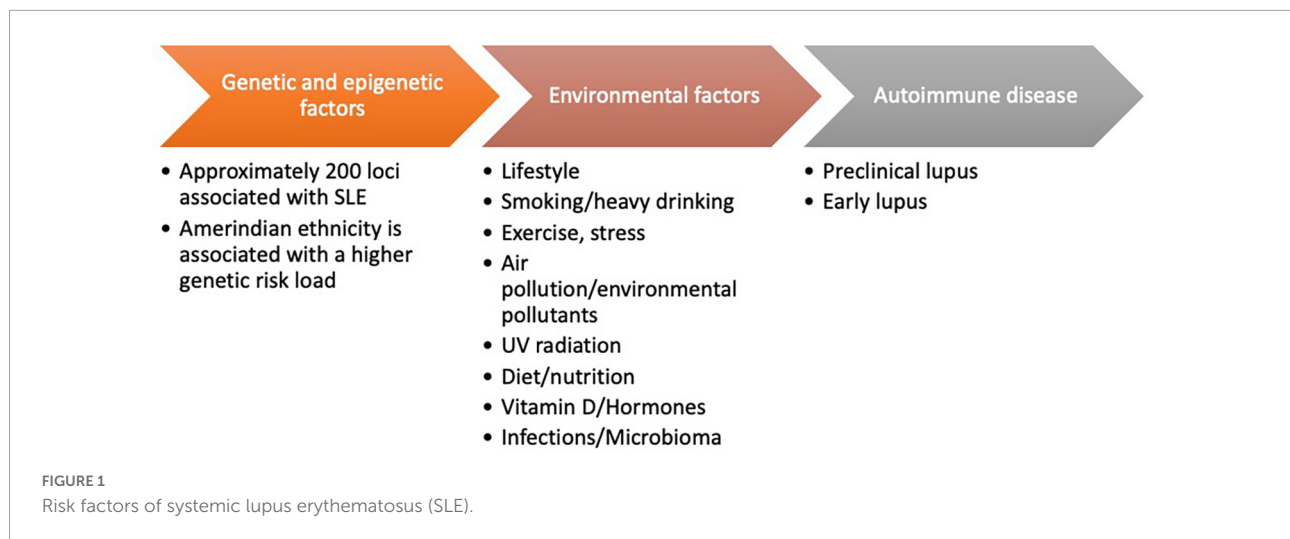 Genetic and epigenetic
factors
• Approximately 200 loci
associated with SLE
• Amerindian ethnicity is
associated with a higher
genetic risk load
Environmental factors
• Lifestyle
• Smoking/heavy drinking
• Exercise, stress
• Air
pollution/environmental
pollutants
• UV radiation
• Diet/nutrition
• Vitamin D/Hormones
• Infections/Microbioma
Autoimmune disease
• Preclinical lupus
• Early lupus
FIGURE 1
Risk factors of systemic lupus erythematosus (SLE).